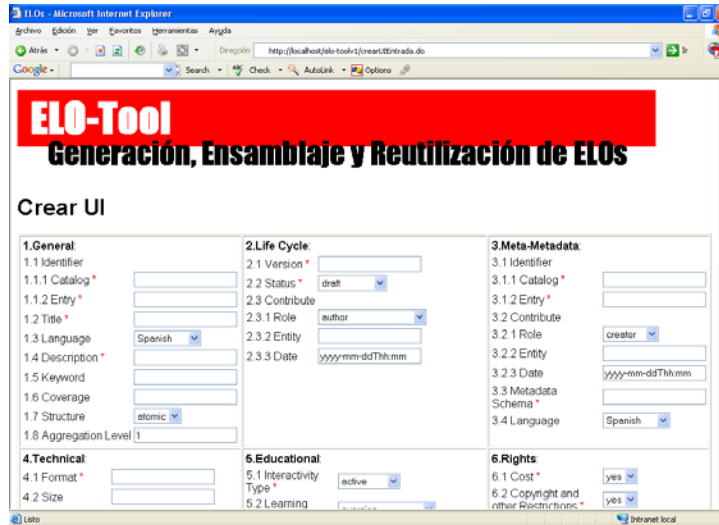 ELOs - Microsoft Internet Explorer
Archivo Edición Ver Favoritos Herramientas Ayuda
Atrás Dirección http://localhost/elo-toolv1/crearUIEntrada.do Ir
Google Search Check AutoLink Options
ELO-Tool
Generación, Ensamblaje y Reutilización de ELOs
Crear UI
1.General:
1.1 Identifier
1.1.1 Catalog *
1.1.2 Entry *
1.2 Title *
1.3 Language Spanish
1.4 Description *
1.5 Keyword
1.6 Coverage
1.7 Structure atomic
1.8 Aggregation Level 1
2.Life Cycle:
2.1 Version *
2.2 Status * draft
2.3 Contribute
2.3.1 Role author
2.3.2 Entity
2.3.3 Date yyyy-mm-ddThh:mm
3.Meta-Metadata:
3.1 Identifier
3.1.1 Catalog *
3.1.2 Entry *
3.2 Contribute
3.2.1 Role creator
3.2.2 Entity
3.2.3 Date yyyy-mm-ddThh:mm
3.3 Metadata
Schema *
3.4 Language Spanish
4.Technical:
4.1 Format *
4.2 Size
5.Educational:
5.1 Interactivity
Type * active
5.2 Learning
6.Rights:
6.1 Cost * yes
6.2 Copyright and
other Restrictions * yes
Listo
Intranet local